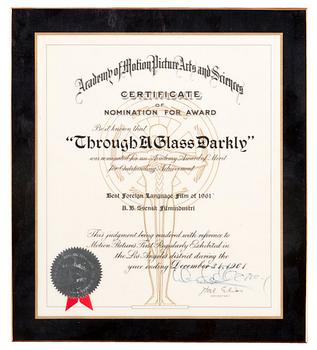 Academy of Motion Picture Arts and Sciences
CERTIFICATE
OF
NOMINATION FOR AWARD
Be it known that
"Through A Glass Darkly"
was nominated for an Academy Award of Merit
for Outstanding Achievement
Best Foreign Language Film of 1961
A. B. Svensk Filmindustri
This judgment being rendered with reference to
Motion Pictures First Regularly Exhibited in
the Los Angeles district during the
year ending December 31, 1961